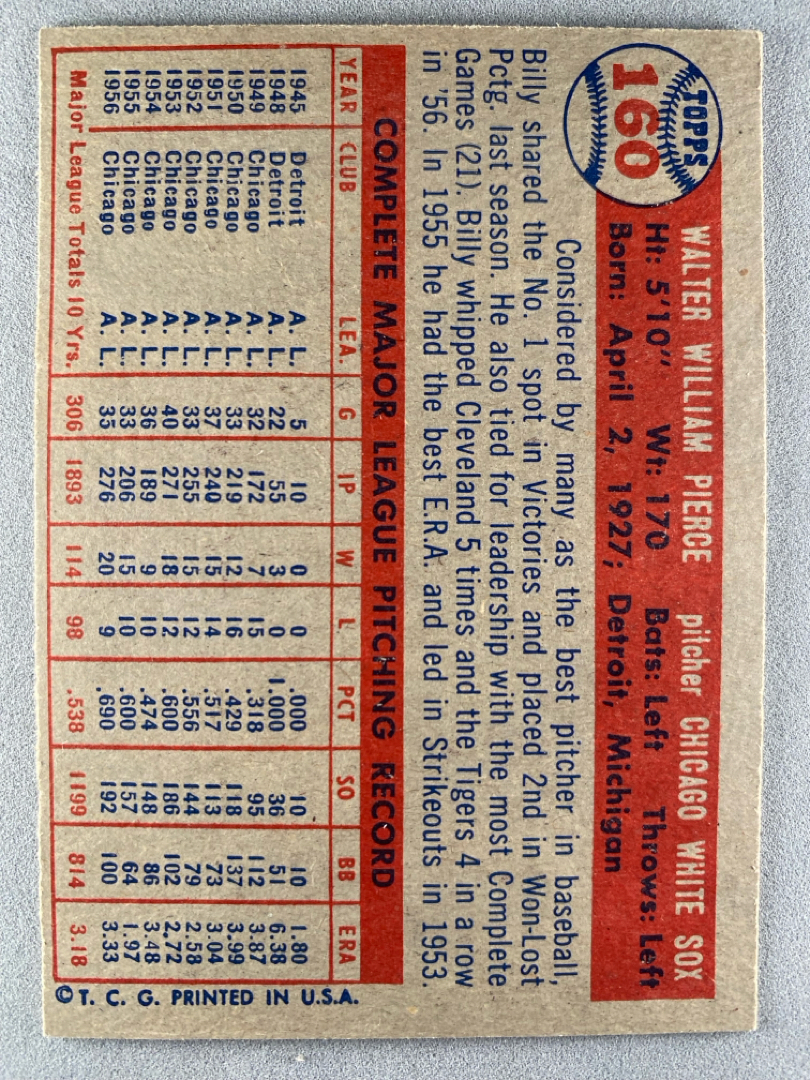 TOPPS
160
WALTER WILLIAM PIERCE pitcher CHICAGO WHITE SOX
Ht: 5'10" Wt: 170 Bats: Left Throws: Left
Born: April 2, 1927; Detroit, Michigan
Considered by many as the best pitcher in baseball,
Billy shared the No. 1 spot in Victories and placed 2nd in Won-Lost
Pctg. last season. He also tied for leadership with the most Complete
Games (21). Billy whipped Cleveland 5 times and the Tigers 4 in a row
in '56. In 1955 he had the best E.R.A. and led in Strikeouts in 1953.
COMPLETE MAJOR LEAGUE PITCHING RECORD
YEAR CLUB LEA. G IP W L PCT SO BB ERA
1945 Detroit A. L. 5 10 0 0 .000 10 10 1.80
1948 Detroit A. L. 22 55 3 0 1.000 36 51 6.38
1949 Chicago A. L. 32 172 7 15 .318 95 112 3.87
1950 Chicago A. L. 33 219 12 16 .429 118 137 3.99
1951 Chicago A. L. 37 240 15 14 .517 113 73 3.04
1952 Chicago A. L. 33 255 15 12 .556 144 79 2.58
1953 Chicago A. L. 40 271 18 12 .600 186 102 2.72
1954 Chicago A. L. 36 189 9 10 .474 148 86 3.48
1955 Chicago A. L. 33 206 15 10 .600 157 64 1.97
1956 Chicago A. L. 35 276 20 9 .690 192 100 3.33
Major League Totals 10 Yrs. 306 1893 114 98 .538 1199 814 3.18
© T. C. G. PRINTED IN U.S.A.